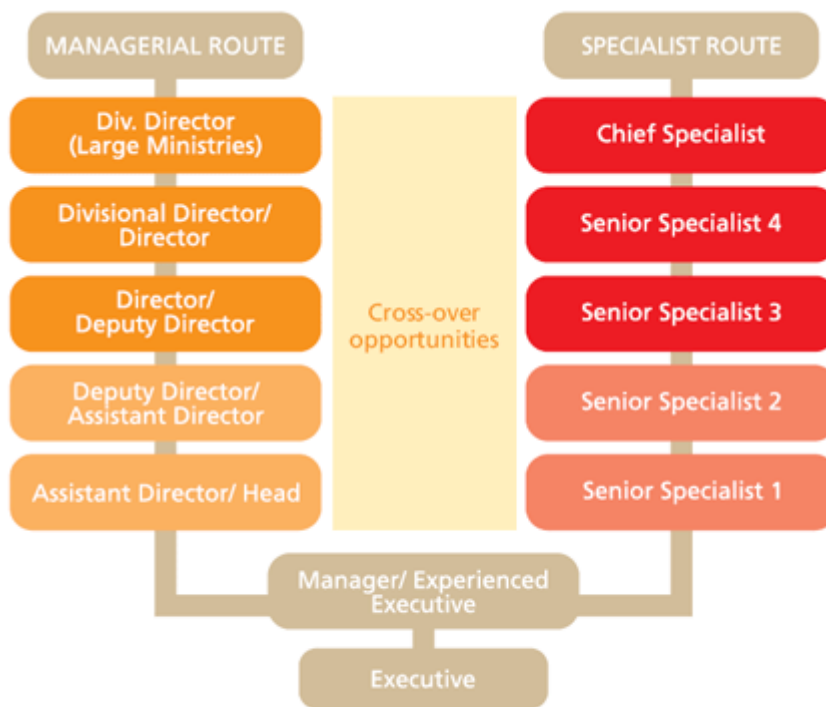 MANAGERIAL ROUTE
SPECIALIST ROUTE
Div. Director
(Large Ministries)
Divisional Director/
Director
Director/
Deputy Director
Deputy Director/
Assistant Director
Assistant Director/ Head
Cross-over
opportunities
Chief Specialist
Senior Specialist 4
Senior Specialist 3
Senior Specialist 2
Senior Specialist 1
Manager/ Experienced
Executive
Executive